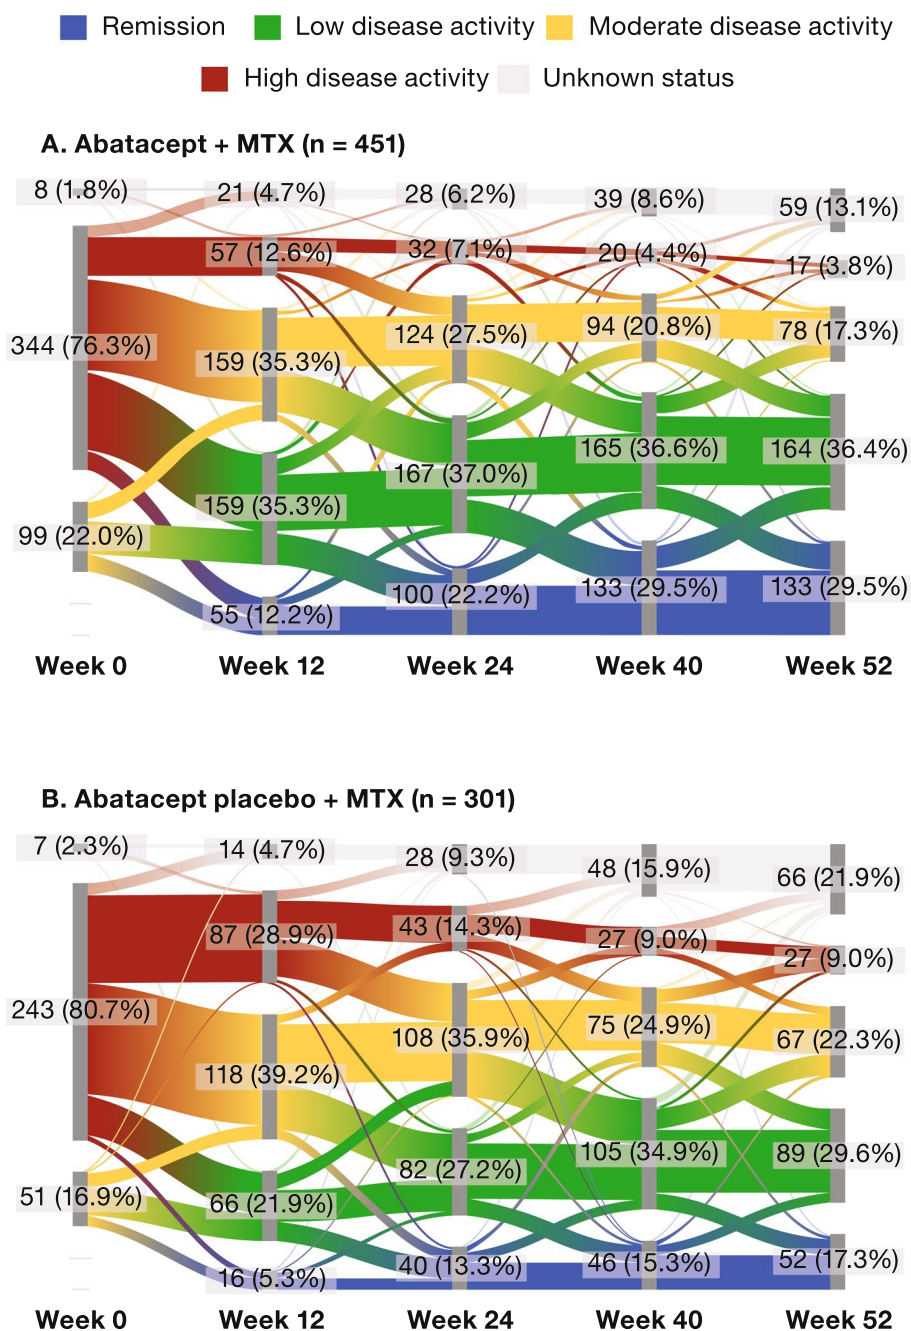 Remission Low disease activity Moderate disease activity
High disease activity Unknown status
A. Abatacept + MTX (n = 451)
8 (1.8%) 21 (4.7%) 28 (6.2%) 39 (8.6%) 59 (13.1%)
57 (12.6%) 32 (7.1%) 20 (4.4%) 17 (3.8%)
344 (76.3%) 159 (35.3%) 124 (27.5%) 94 (20.8%) 78 (17.3%)
99 (22.0%) 159 (35.3%) 167 (37.0%) 165 (36.6%) 164 (36.4%)
55 (12.2%) 100 (22.2%) 133 (29.5%) 133 (29.5%)
Week 0 Week 12 Week 24 Week 40 Week 52
B. Abatacept placebo + MTX (n = 301)
7 (2.3%) 14 (4.7%) 28 (9.3%) 48 (15.9%) 66 (21.9%)
87 (28.9%) 43 (14.3%) 27 (9.0%) 27 (9.0%)
243 (80.7%) 118 (39.2%) 108 (35.9%) 75 (24.9%) 67 (22.3%)
51 (16.9%) 66 (21.9%) 82 (27.2%) 105 (34.9%) 89 (29.6%)
16 (5.3%) 40 (13.3%) 46 (15.3%) 52 (17.3%)
Week 0 Week 12 Week 24 Week 40 Week 52